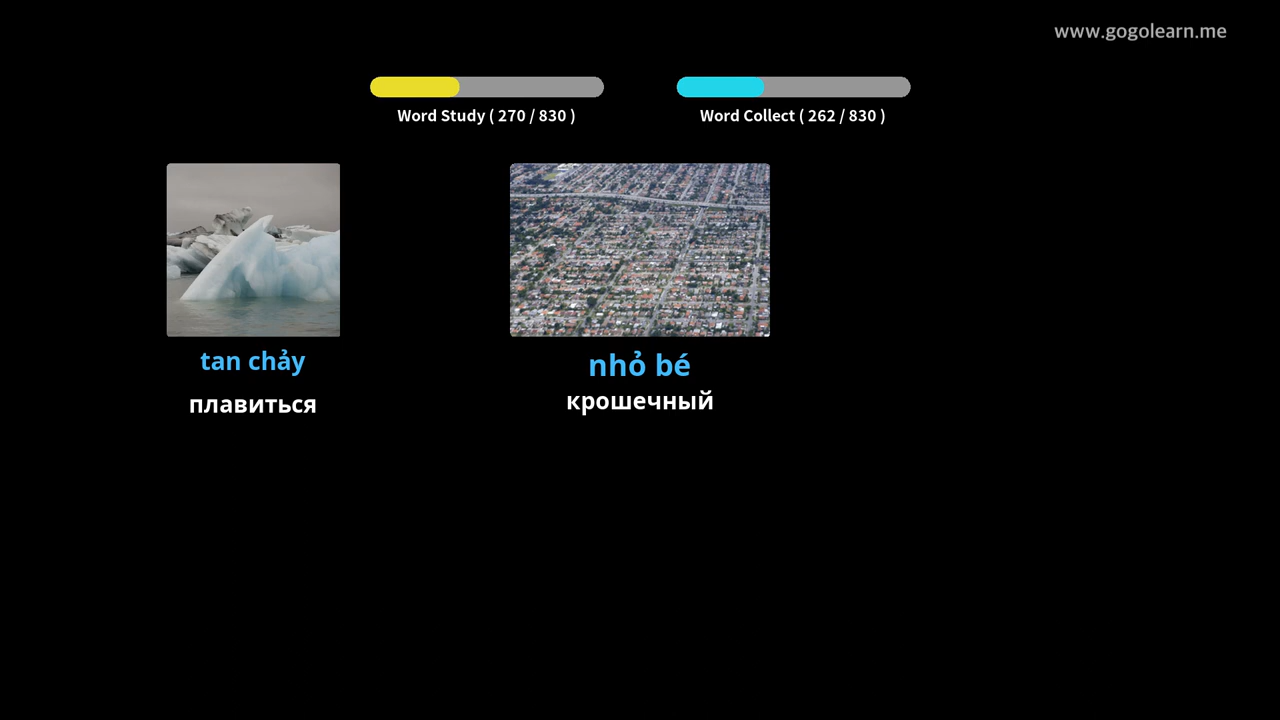 www.gogolearn.me
Word Study ( 270 / 830 )
Word Collect ( 262 / 830 )
tan chảy
плавиться
nhỏ bé
крошечный